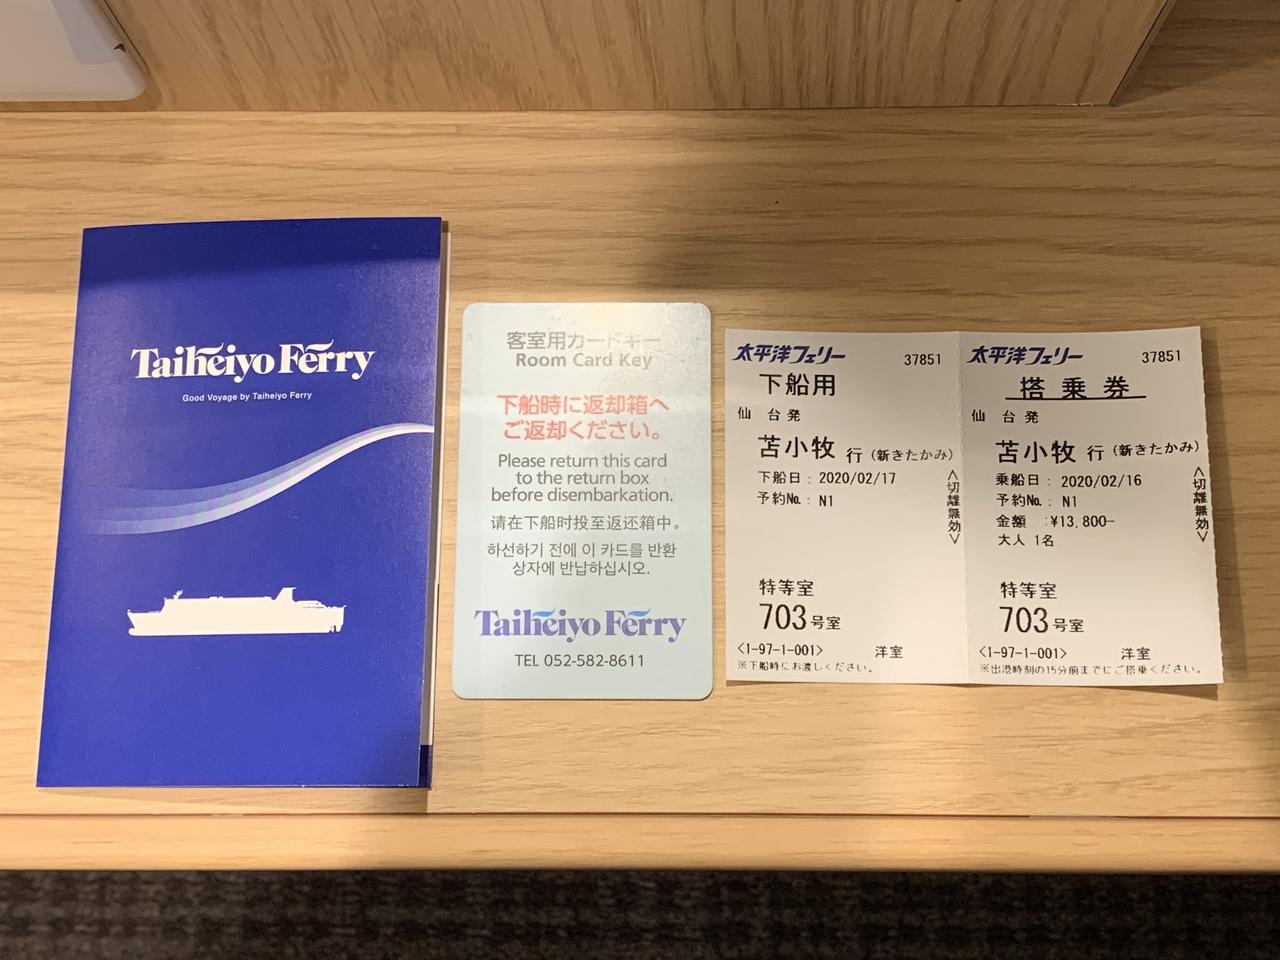 Taiheiyo Ferry
Good Voyage by Taiheiyo Ferry
客室用カードキー
Room Card Key
下船時に返却箱へ
ご返却ください。
Please return this card
to the return box
before disembarkation.
请在下船时投至返还箱中。
하선하기 전에 이 카드를 반환
상자에 반납하십시오.
Taiheiyo Ferry
TEL 052-582-8611
太平洋フェリー 37851
下船用
仙 台 発
苫小牧 行 (新きたかみ)
下船日: 2020/02/17
予約No.: N1
<切離無効>
特等室
703号室
<1-97-1-001> 洋室
※下船時にお渡しください。
太平洋フェリー 37851
搭乗券
仙 台 発
苫小牧 行 (新きたかみ)
乗船日: 2020/02/16
予約No.: N1
金額 :¥13,800-
大人 1名
<切離無効>
特等室
703号室
<1-97-1-001> 洋室
※出港時刻の15分前までにご搭乗ください。